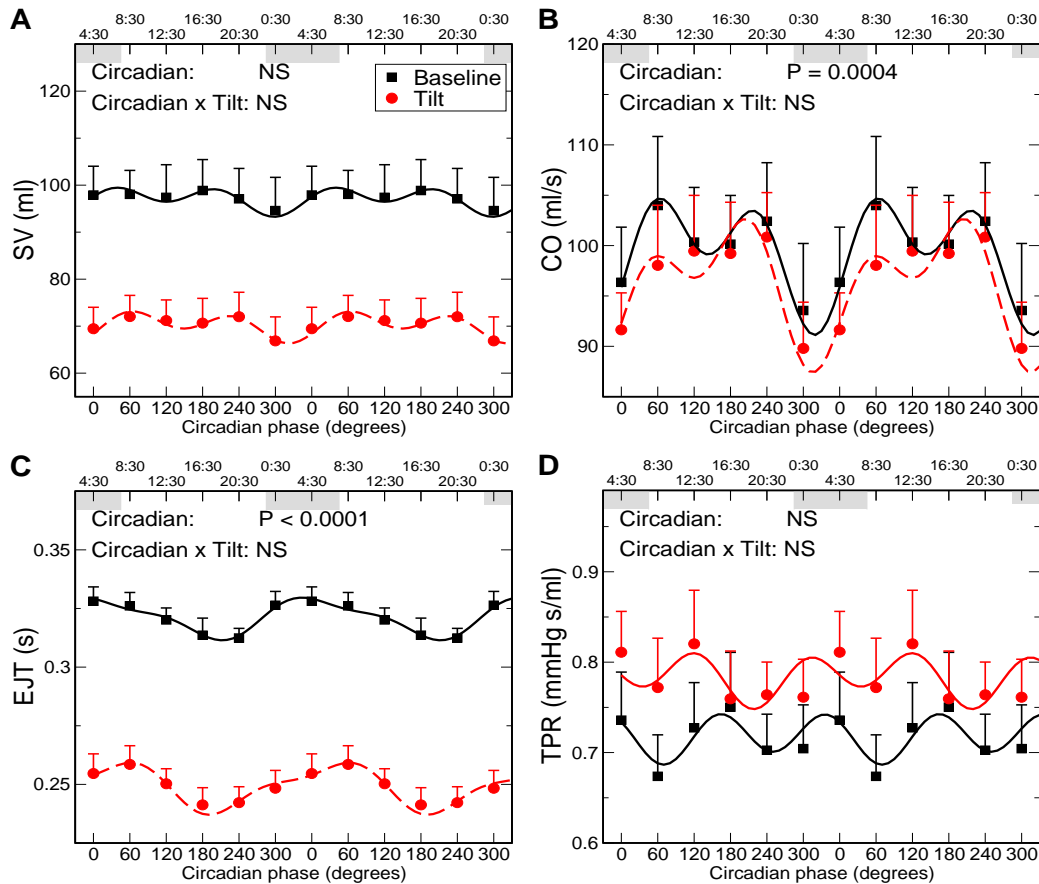 A
8:30 16:30 0:30 8:30 16:30 0:30
4:30 12:30 20:30 4:30 12:30 20:30
Circadian: NS
Circadian x Tilt: NS
Baseline
Tilt
120
100
80
60
SV (ml)
0 60 120 180 240 300 0 60 120 180 240 300
Circadian phase (degrees)
B
8:30 16:30 0:30 8:30 16:30 0:30
4:30 12:30 20:30 4:30 12:30 20:30
Circadian: P = 0.0004
Circadian x Tilt: NS
120
110
100
90
CO (ml/s)
0 60 120 180 240 300 0 60 120 180 240 300
Circadian phase (degrees)
C
8:30 16:30 0:30 8:30 16:30 0:30
4:30 12:30 20:30 4:30 12:30 20:30
Circadian: P < 0.0001
Circadian x Tilt: NS
0.35
0.3
0.25
EJT (s)
0 60 120 180 240 300 0 60 120 180 240 300
Circadian phase (degrees)
D
8:30 16:30 0:30 8:30 16:30 0:30
4:30 12:30 20:30 4:30 12:30 20:30
Circadian: NS
Circadian x Tilt: NS
0.9
0.8
0.7
0.6
TPR (mmHg s/ml)
0 60 120 180 240 300 0 60 120 180 240 300
Circadian phase (degrees)